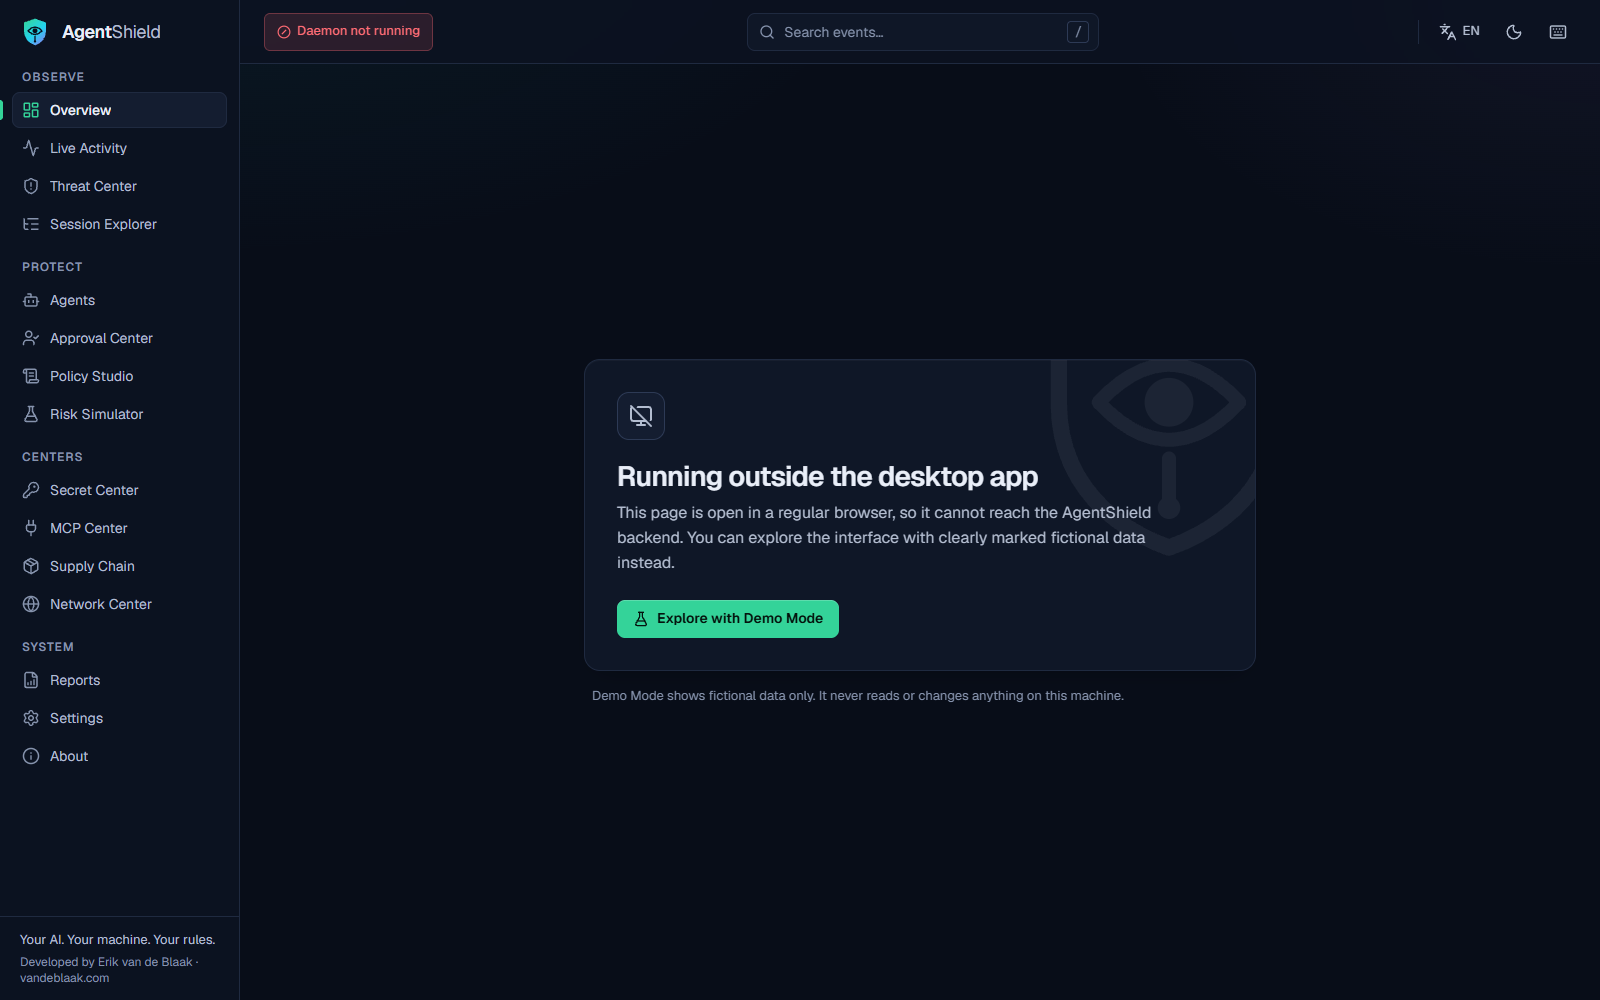 AgentShield
OBSERVE
Overview
Live Activity
Threat Center
Session Explorer
PROTECT
Agents
Approval Center
Policy Studio
Risk Simulator
CENTERS
Secret Center
MCP Center
Supply Chain
Network Center
SYSTEM
Reports
Settings
About
Your AI. Your machine. Your rules.
Developed by Erik van de Blaak ·
vandeblaak.com
Daemon not running
Search events…
/
EN
Running outside the desktop app
This page is open in a regular browser, so it cannot reach the AgentShield
backend. You can explore the interface with clearly marked fictional data
instead.
Explore with Demo Mode
Demo Mode shows fictional data only. It never reads or changes anything on this machine.